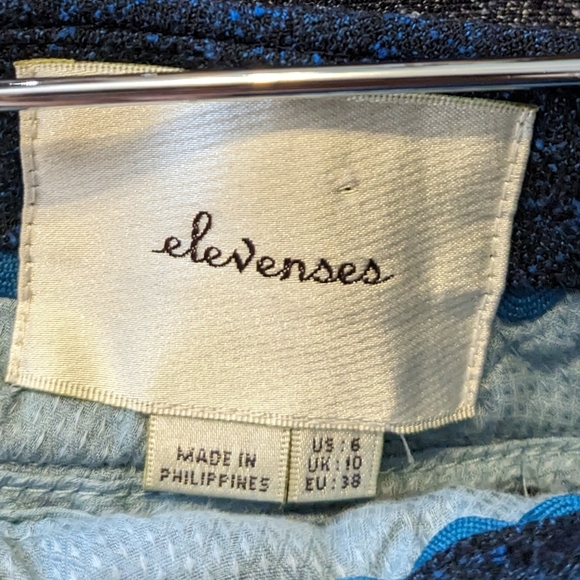 elevenses
MADE IN
PHILIPPINES
US : 6
UK : 10
EU : 38